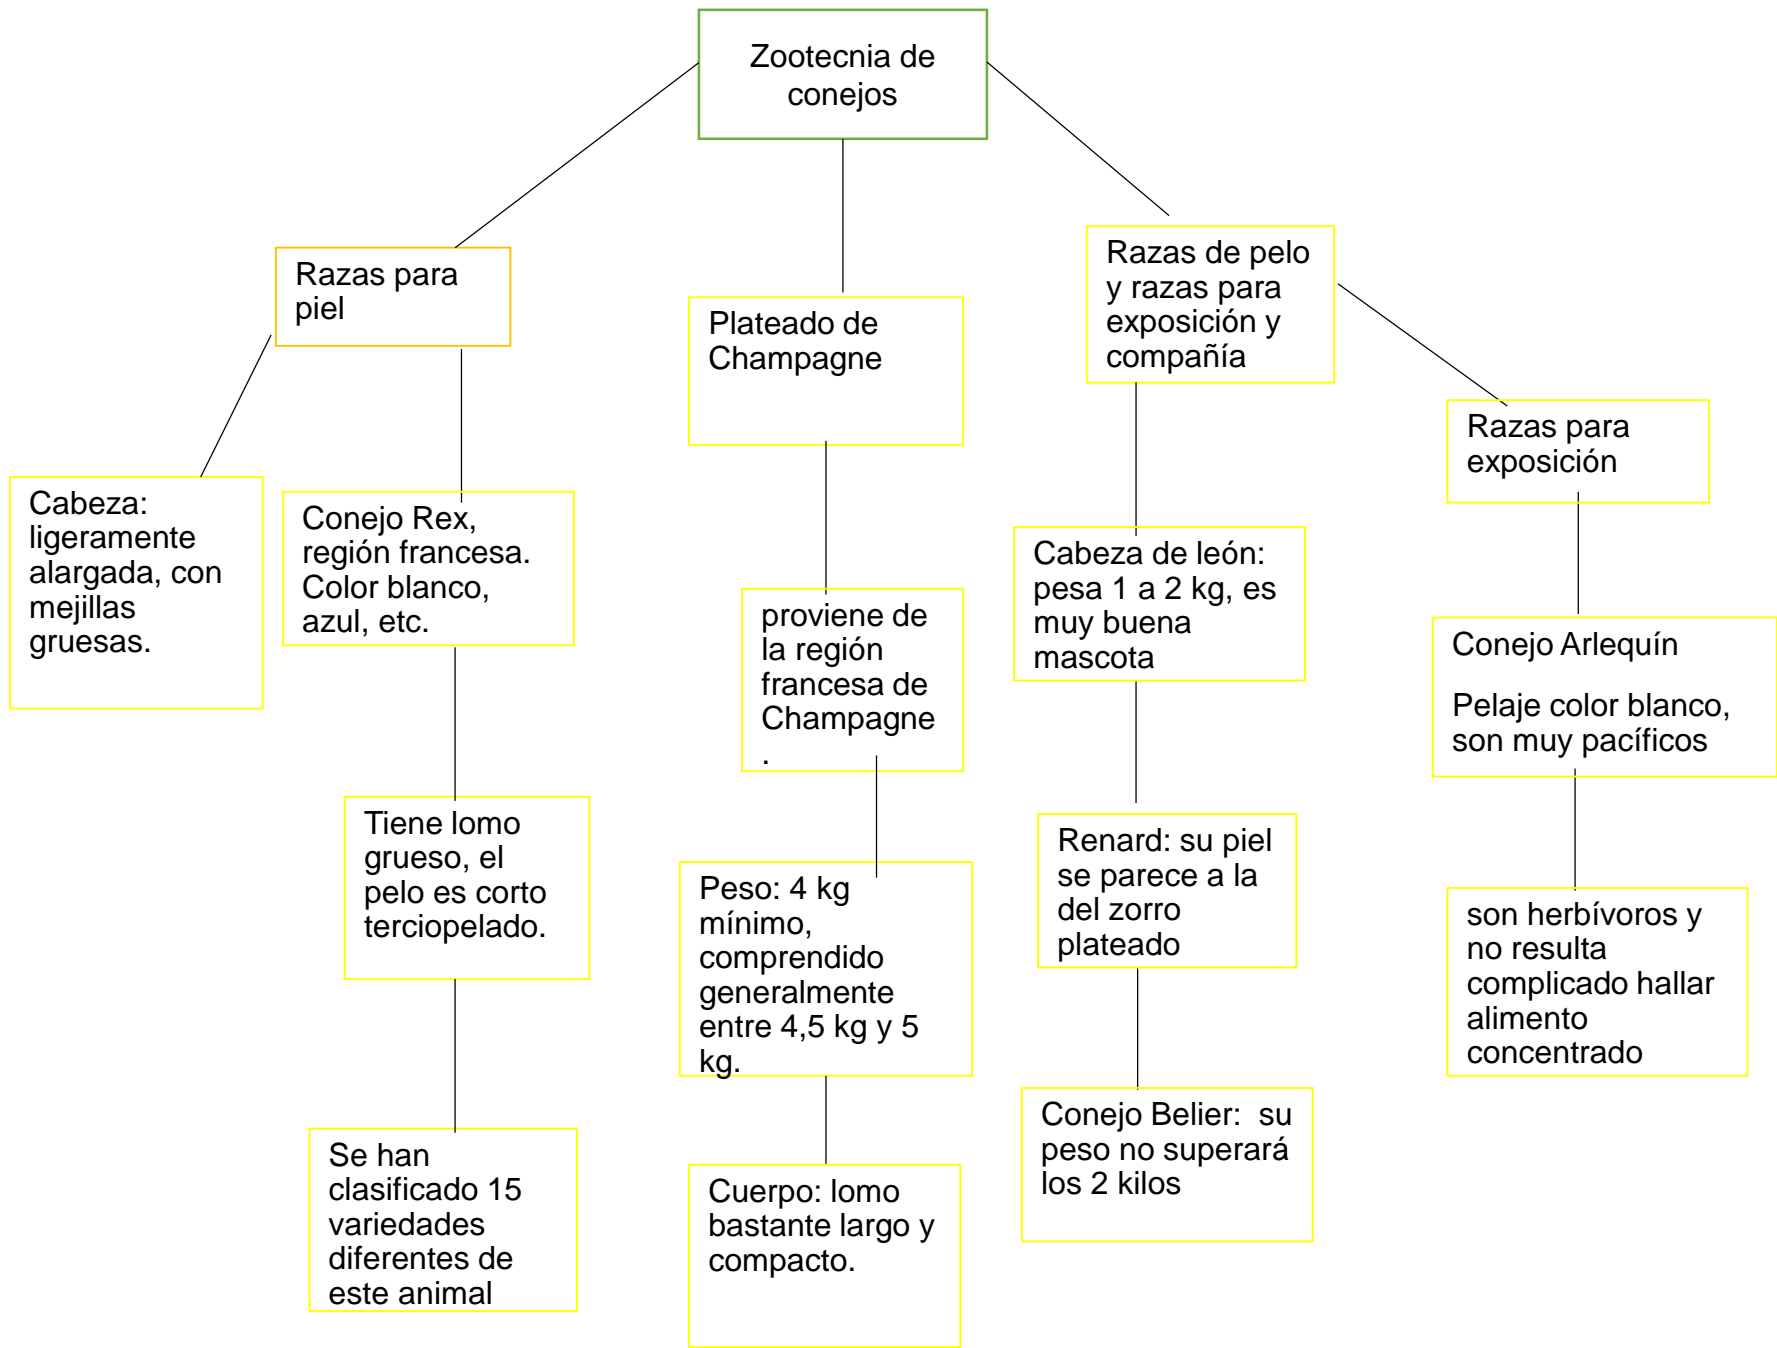 Zootecnia de
conejos
Razas para
piel
Cabeza:
ligeramente
alargada, con
mejillas
gruesas.
Conejo Rex,
región francesa.
Color blanco,
azul, etc.
Tiene lomo
grueso, el
pelo es corto
terciopelado.
Se han
clasificado 15
variedades
diferentes de
este animal
Plateado de
Champagne
proviene de
la región
francesa de
Champagne
.
Peso: 4 kg
mínimo,
comprendido
generalmente
entre 4,5 kg y 5
kg.
Cuerpo: lomo
bastante largo y
compacto.
Razas de pelo
y razas para
exposición y
compañía
Cabeza de león:
pesa 1 a 2 kg, es
muy buena
mascota
Renard: su piel
se parece a la
del zorro
plateado
Conejo Belier:  su
peso no superará
los 2 kilos
Razas para
exposición
Conejo Arlequín
Pelaje color blanco,
son muy pacíficos
son herbívoros y
no resulta
complicado hallar
alimento
concentrado